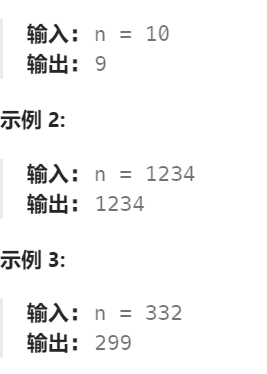 输入：n = 10
输出：9
示例 2:
输入：n = 1234
输出：1234
示例 3:
输入：n = 332
输出：299